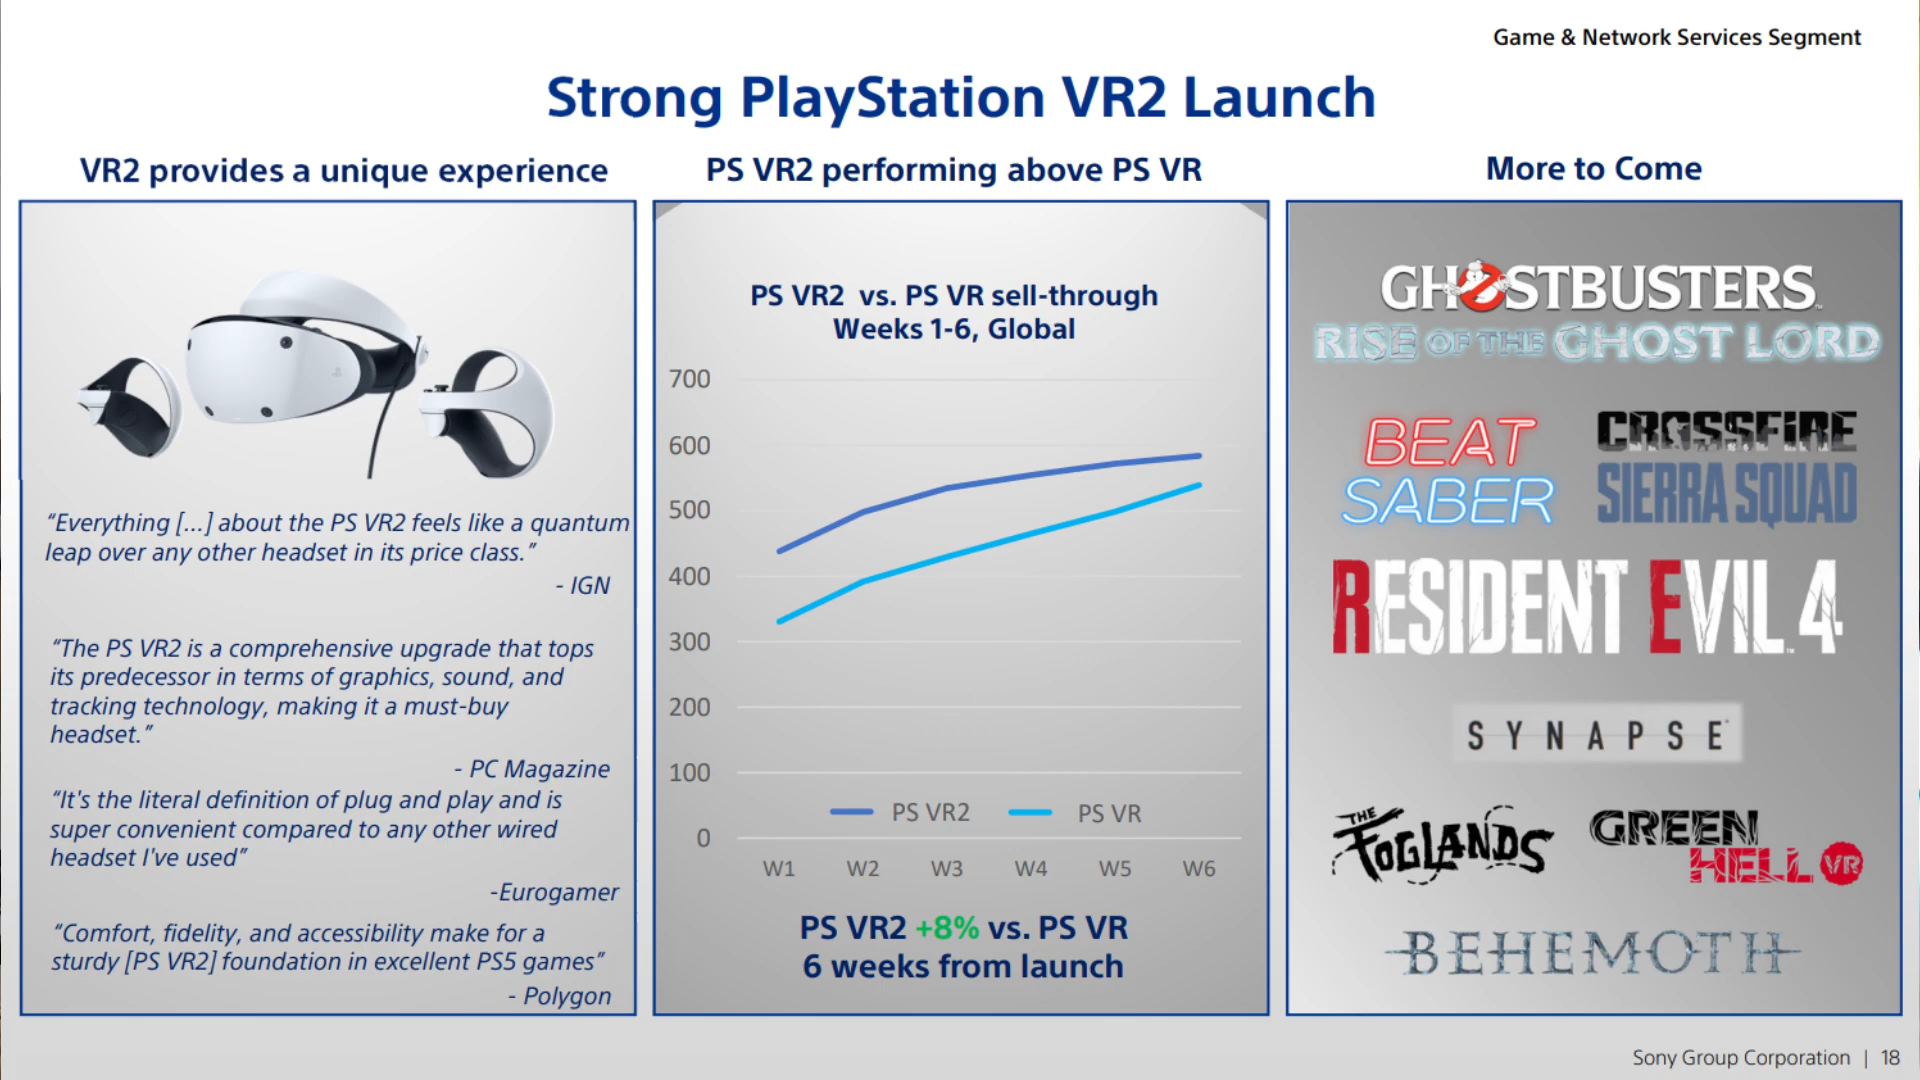 Game & Network Services Segment
Strong PlayStation VR2 Launch
VR2 provides a unique experience
“Everything [...] about the PS VR2 feels like a quantum
leap over any other headset in its price class.”
- IGN
“The PS VR2 is a comprehensive upgrade that tops
its predecessor in terms of graphics, sound, and
tracking technology, making it a must-buy
headset.”
- PC Magazine
“It's the literal definition of plug and play and is
super convenient compared to any other wired
headset I've used”
-Eurogamer
“Comfort, fidelity, and accessibility make for a
sturdy [PS VR2] foundation in excellent PS5 games”
- Polygon
PS VR2 performing above PS VR
PS VR2 vs. PS VR sell-through
Weeks 1-6, Global
700
600
500
400
300
200
100
0
PS VR2 PS VR
W1 W2 W3 W4 W5 W6
PS VR2 +8% vs. PS VR
6 weeks from launch
More to Come
GHOSTBUSTERS™
RISE OF THE GHOST LORD
BEAT
SABER
CROSSFIRE
SIERRA SQUAD
RESIDENT EVIL 4™
SYNAPSE
THE
FOGLANDS
GREEN
HELL VR
BEHEMOTH
Sony Group Corporation | 18